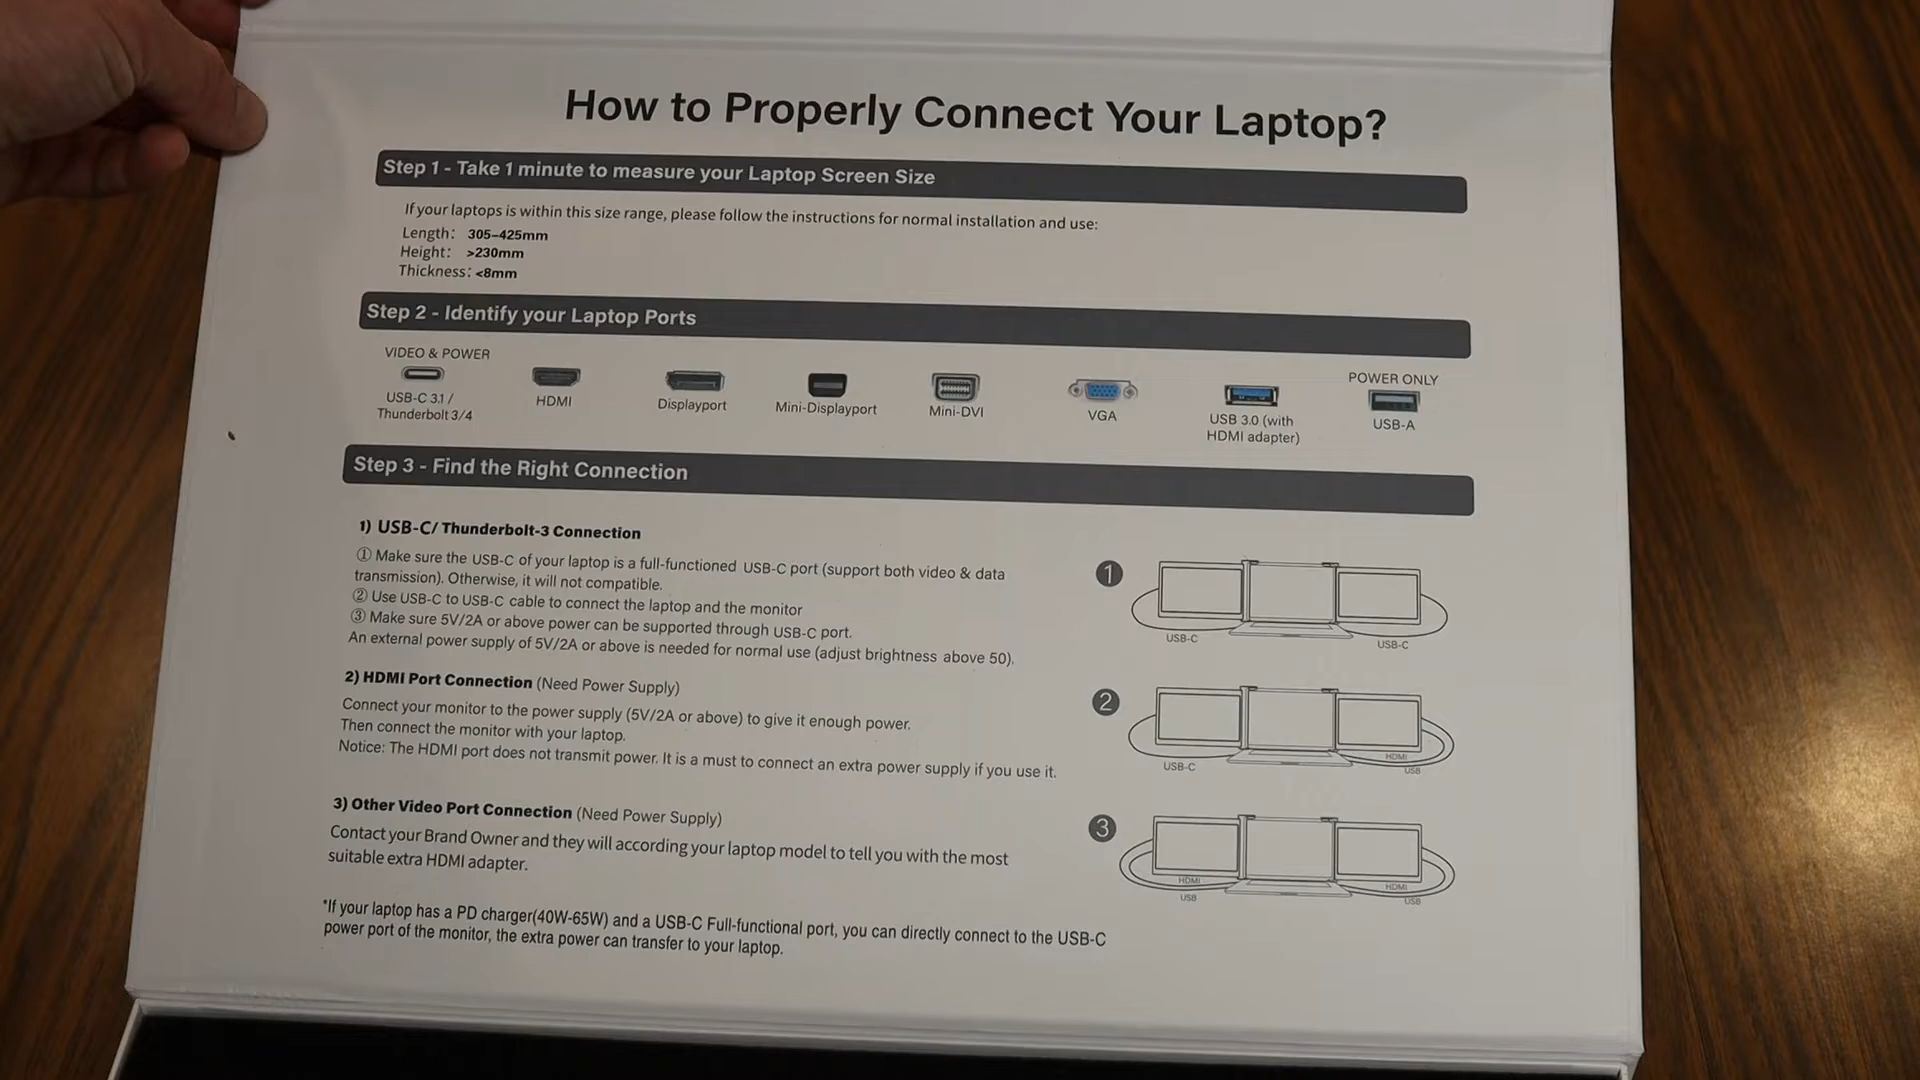 How to Properly Connect Your Laptop?
Step 1 - Take 1 minute to measure your Laptop Screen Size
If your laptops is within this size range, please follow the instructions for normal installation and use:
Length: 305–425mm
Height: >230mm
Thickness: <8mm
Step 2 - Identify your Laptop Ports
VIDEO & POWER
USB-C 3.1 /
Thunderbolt 3/4
HDMI
Displayport
Mini-Displayport
Mini-DVI
VGA
USB 3.0 (with
HDMI adapter)
POWER ONLY
USB-A
Step 3 - Find the Right Connection
1) USB-C/ Thunderbolt-3 Connection
① Make sure the USB-C of your laptop is a full-functioned USB-C port (support both video & data
transmission). Otherwise, it will not compatible.
② Use USB-C to USB-C cable to connect the laptop and the monitor
③ Make sure 5V/2A or above power can be supported through USB-C port.
An external power supply of 5V/2A or above is needed for normal use (adjust brightness above 50).
1
USB-C
USB-C
2) HDMI Port Connection (Need Power Supply)
Connect your monitor to the power supply (5V/2A or above) to give it enough power.
Then connect the monitor with your laptop.
Notice: The HDMI port does not transmit power. It is a must to connect an extra power supply if you use it.
2
USB-C
HDMI
USB
3) Other Video Port Connection (Need Power Supply)
Contact your Brand Owner and they will according your laptop model to tell you with the most
suitable extra HDMI adapter.
3
HDMI
USB
HDMI
USB
*If your laptop has a PD charger(40W-65W) and a USB-C Full-functional port, you can directly connect to the USB-C
power port of the monitor, the extra power can transfer to your laptop.